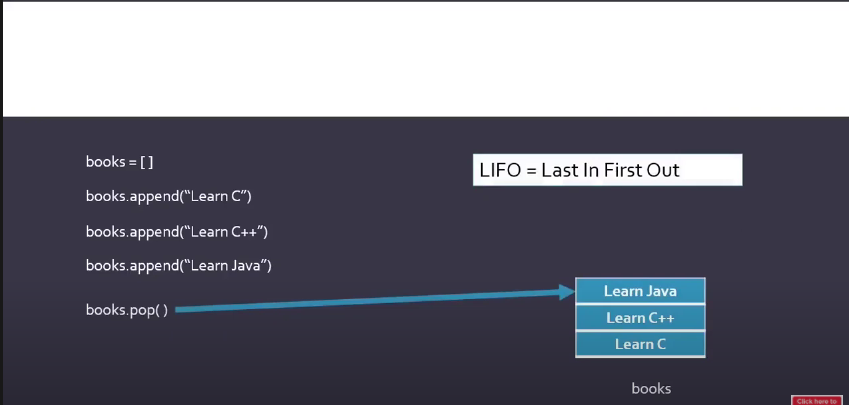 books = [ ]
books.append(“Learn C”)
books.append(“Learn C++”)
books.append(“Learn Java”)
books.pop( )
LIFO = Last In First Out
Learn Java
Learn C++
Learn C
books
Click here to